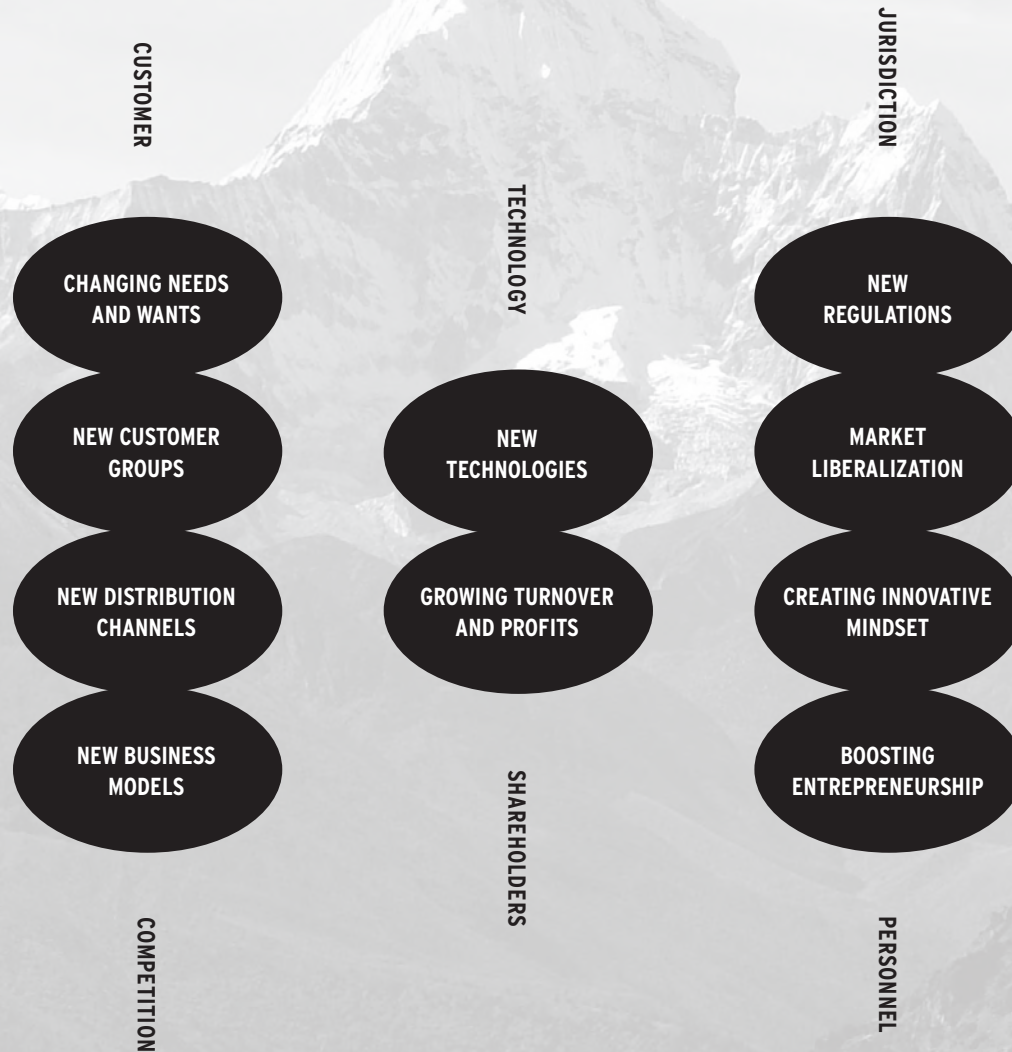 CUSTOMER
CHANGING NEEDS
AND WANTS
NEW CUSTOMER
GROUPS
NEW DISTRIBUTION
CHANNELS
NEW BUSINESS
MODELS
COMPETITION
TECHNOLOGY
NEW
TECHNOLOGIES
GROWING TURNOVER
AND PROFITS
SHAREHOLDERS
JURISDICTION
NEW
REGULATIONS
MARKET
LIBERALIZATION
CREATING INNOVATIVE
MINDSET
BOOSTING
ENTREPRENEURSHIP
PERSONNEL